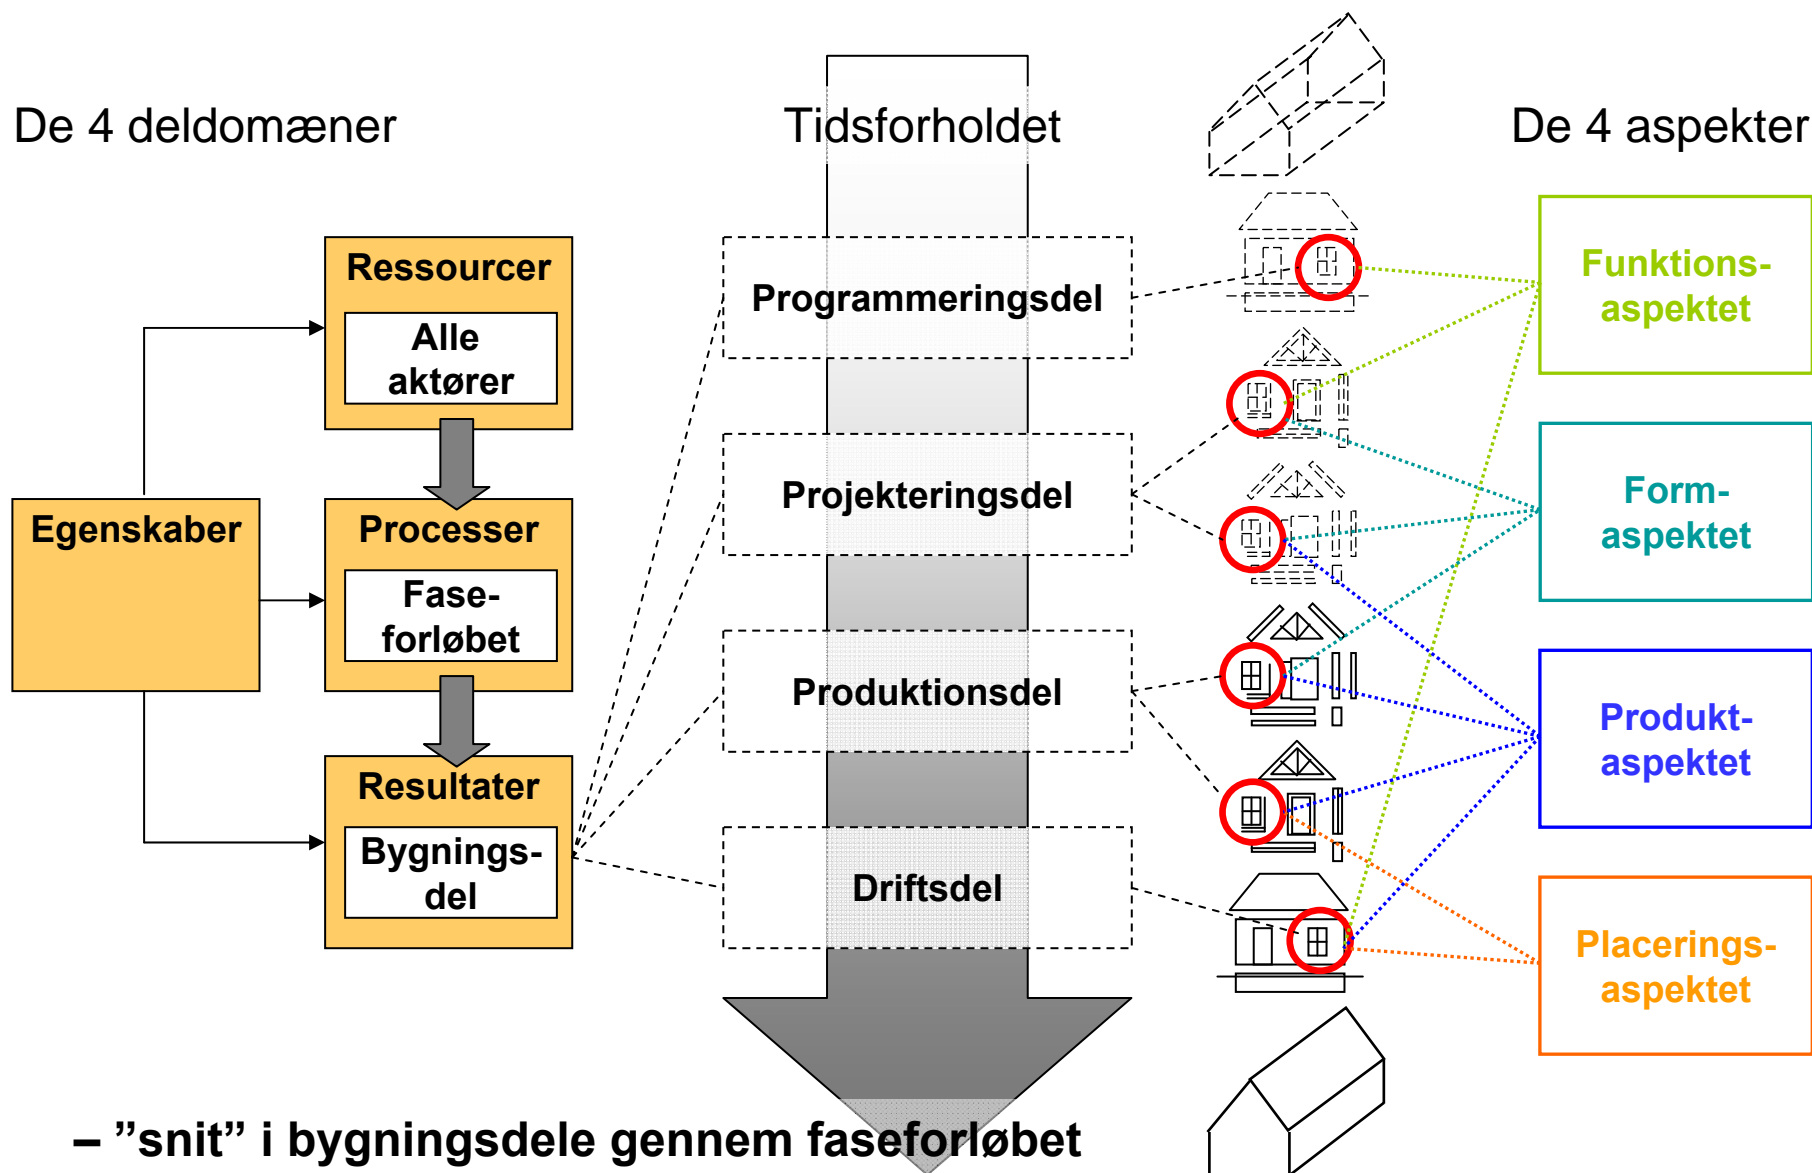 De 4 deldomæner
Tidsforholdet
De 4 aspekter
Egenskaber
Ressourcer
Alle
aktører
Processer
Fase-
forløbet
Resultater
Bygnings-
del
Programmeringsdel
Projekteringsdel
Produktionsdel
Driftsdel
Funktions-
aspektet
Form-
aspektet
Produkt-
aspektet
Placerings-
aspektet
– ”snit” i bygningsdele gennem faseforløbet